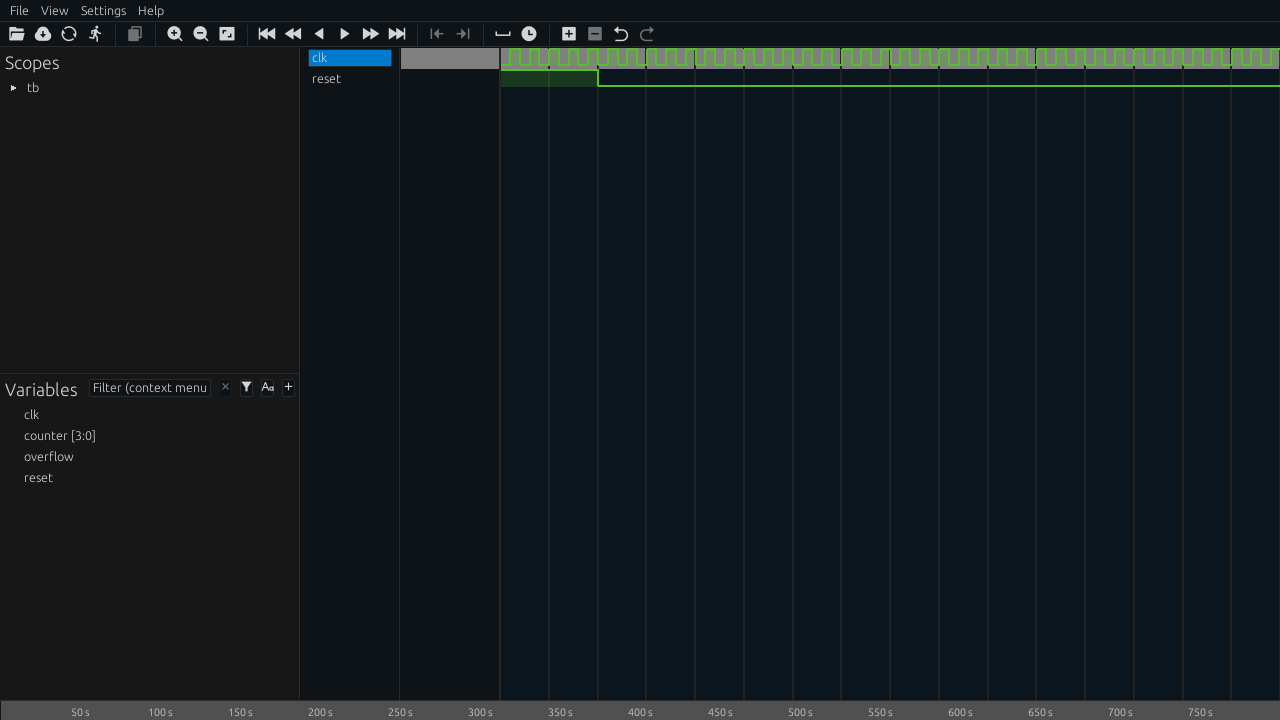 File View Settings Help
Scopes
tb
clk
reset
Variables Filter (context menu × Aa +
clk
counter [3:0]
overflow
reset
50 s 100 s 150 s 200 s 250 s 300 s 350 s 400 s 450 s 500 s 550 s 600 s 650 s 700 s 750 s